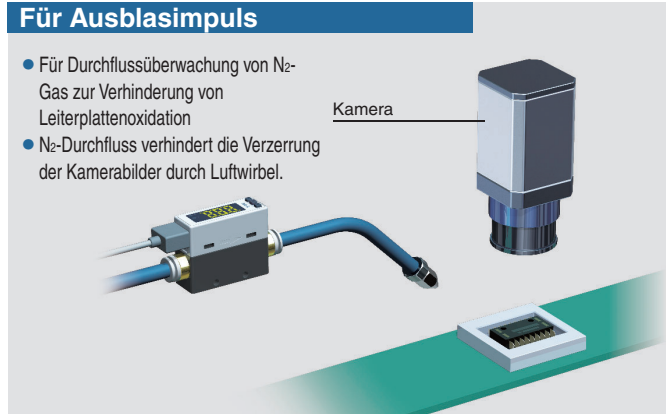 Für Ausblasimpuls
Für Durchflussüberwachung von N2-
Gas zur Verhinderung von
Leiterplattenoxidation
N2-Durchfluss verhindert die Verzerrung
der Kamerabilder durch Luftwirbel.
Kamera